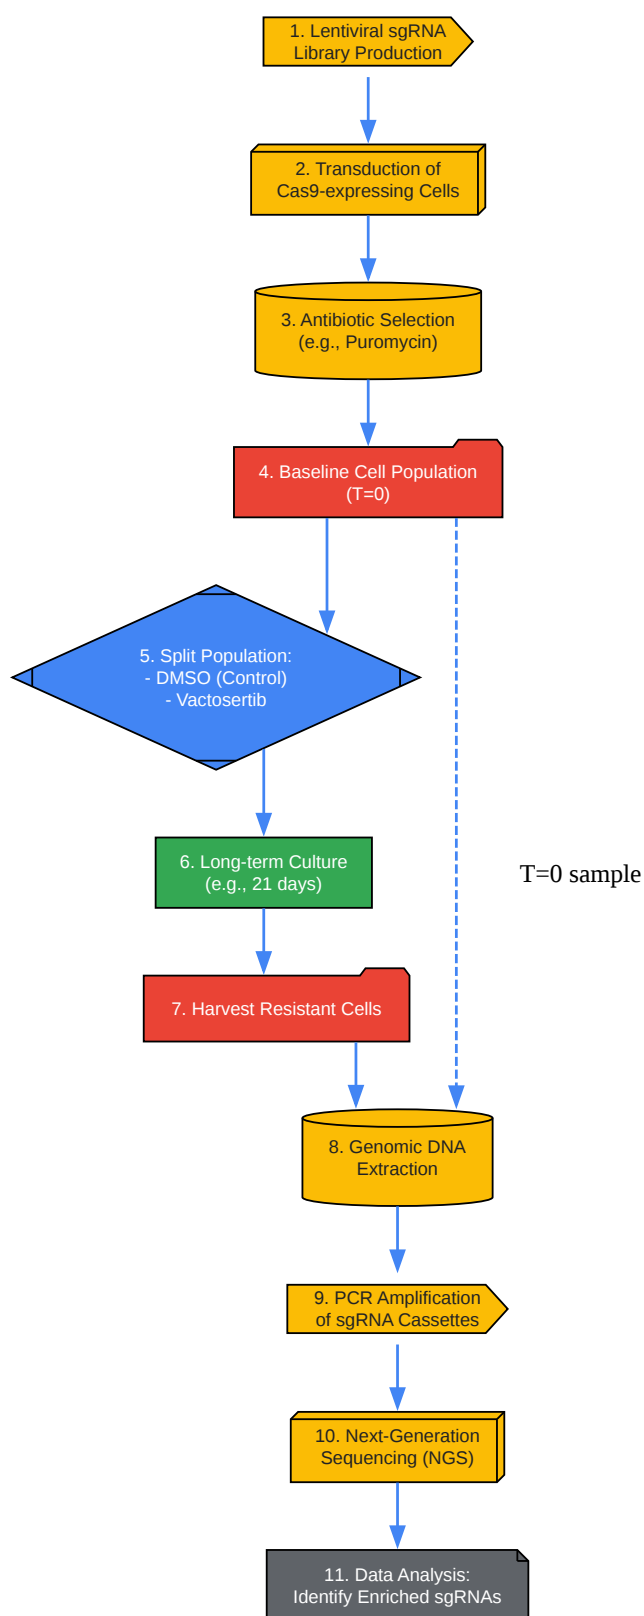 1. Lentiviral sgRNA
Library Production
2. Transduction of
Cas9-expressing Cells
3. Antibiotic Selection
(e.g., Puromycin)
4. Baseline Cell Population
(T=0)
5. Split Population:
- DMSO (Control)
- Vactosertib
6. Long-term Culture
(e.g., 21 days)
T=0 sample
7. Harvest Resistant Cells
8. Genomic DNA
Extraction
9. PCR Amplification
of sgRNA Cassettes
10. Next-Generation
Sequencing (NGS)
11. Data Analysis:
Identify Enriched sgRNAs